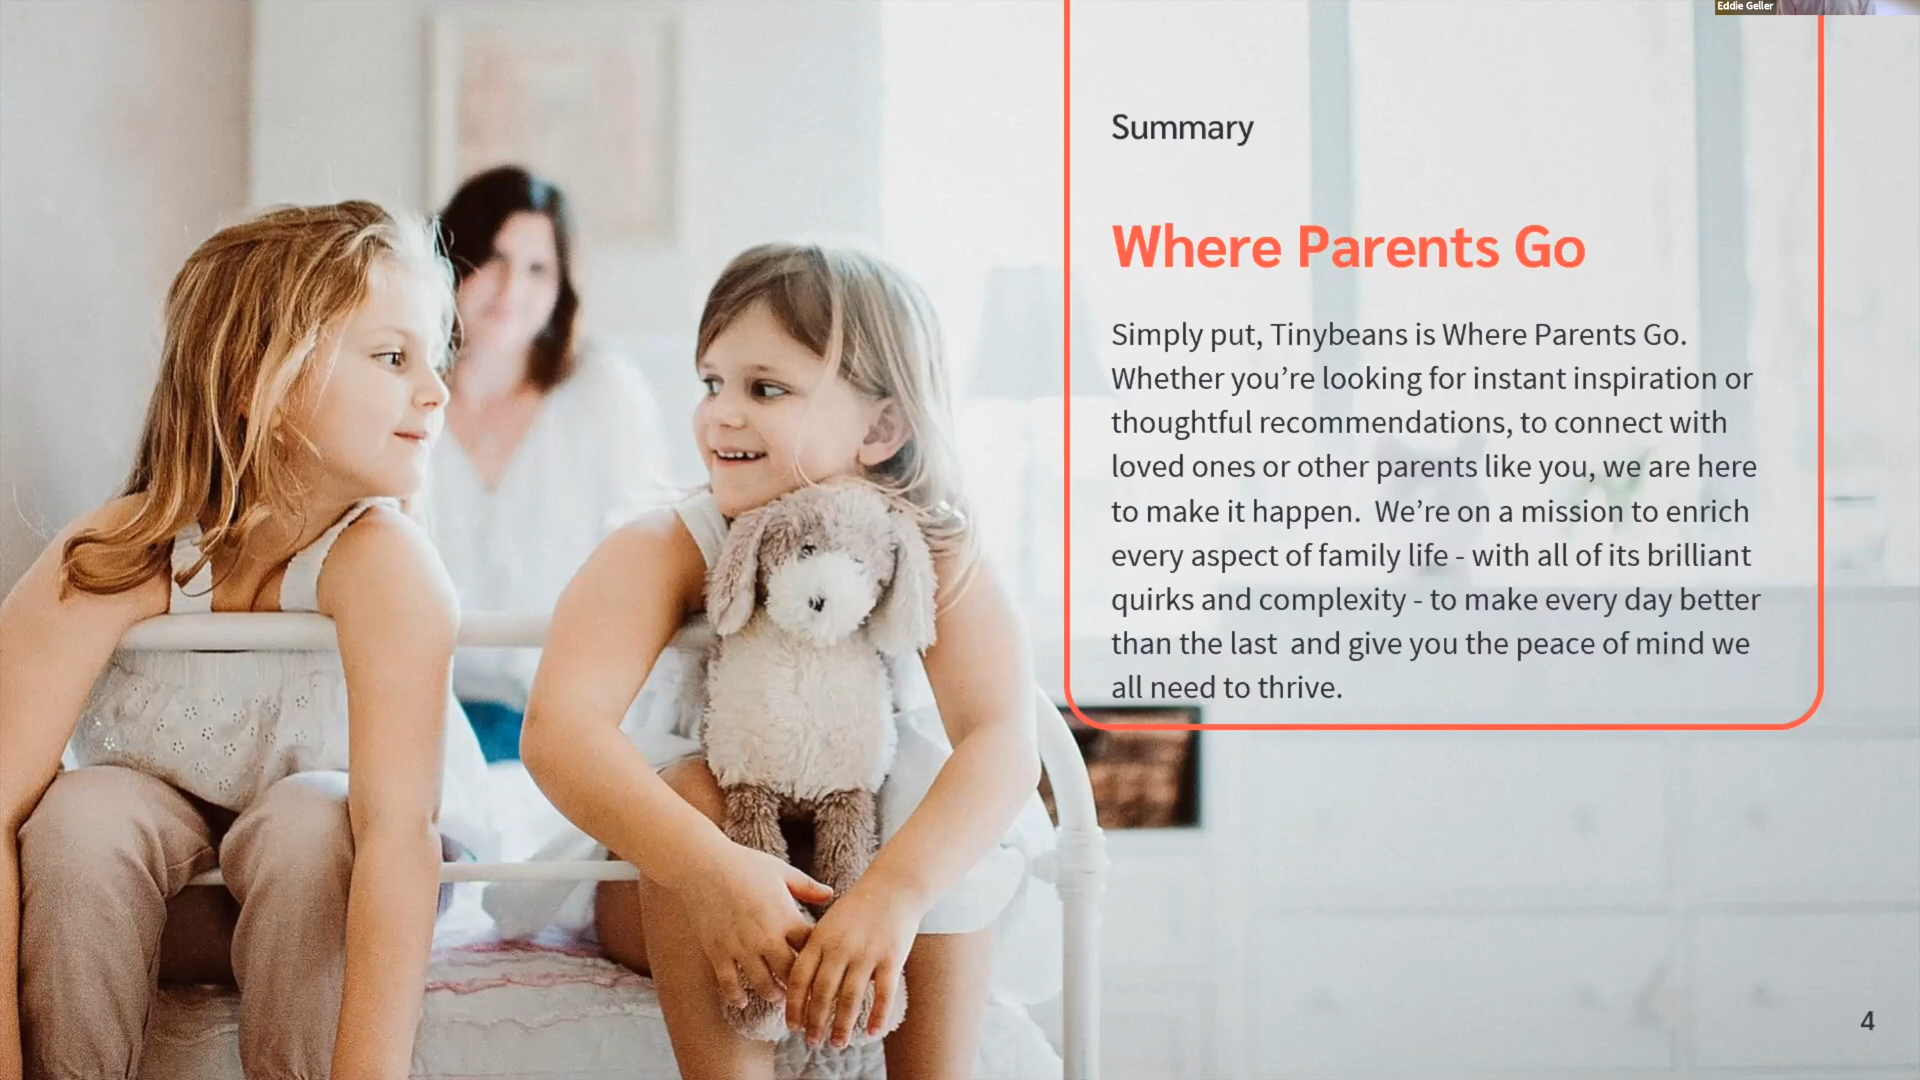 Eddie Geller
Summary
Where Parents Go
Simply put, Tinybeans is Where Parents Go.
Whether you’re looking for instant inspiration or
thoughtful recommendations, to connect with
loved ones or other parents like you, we are here
to make it happen.  We’re on a mission to enrich
every aspect of family life - with all of its brilliant
quirks and complexity - to make every day better
than the last  and give you the peace of mind we
all need to thrive.
4